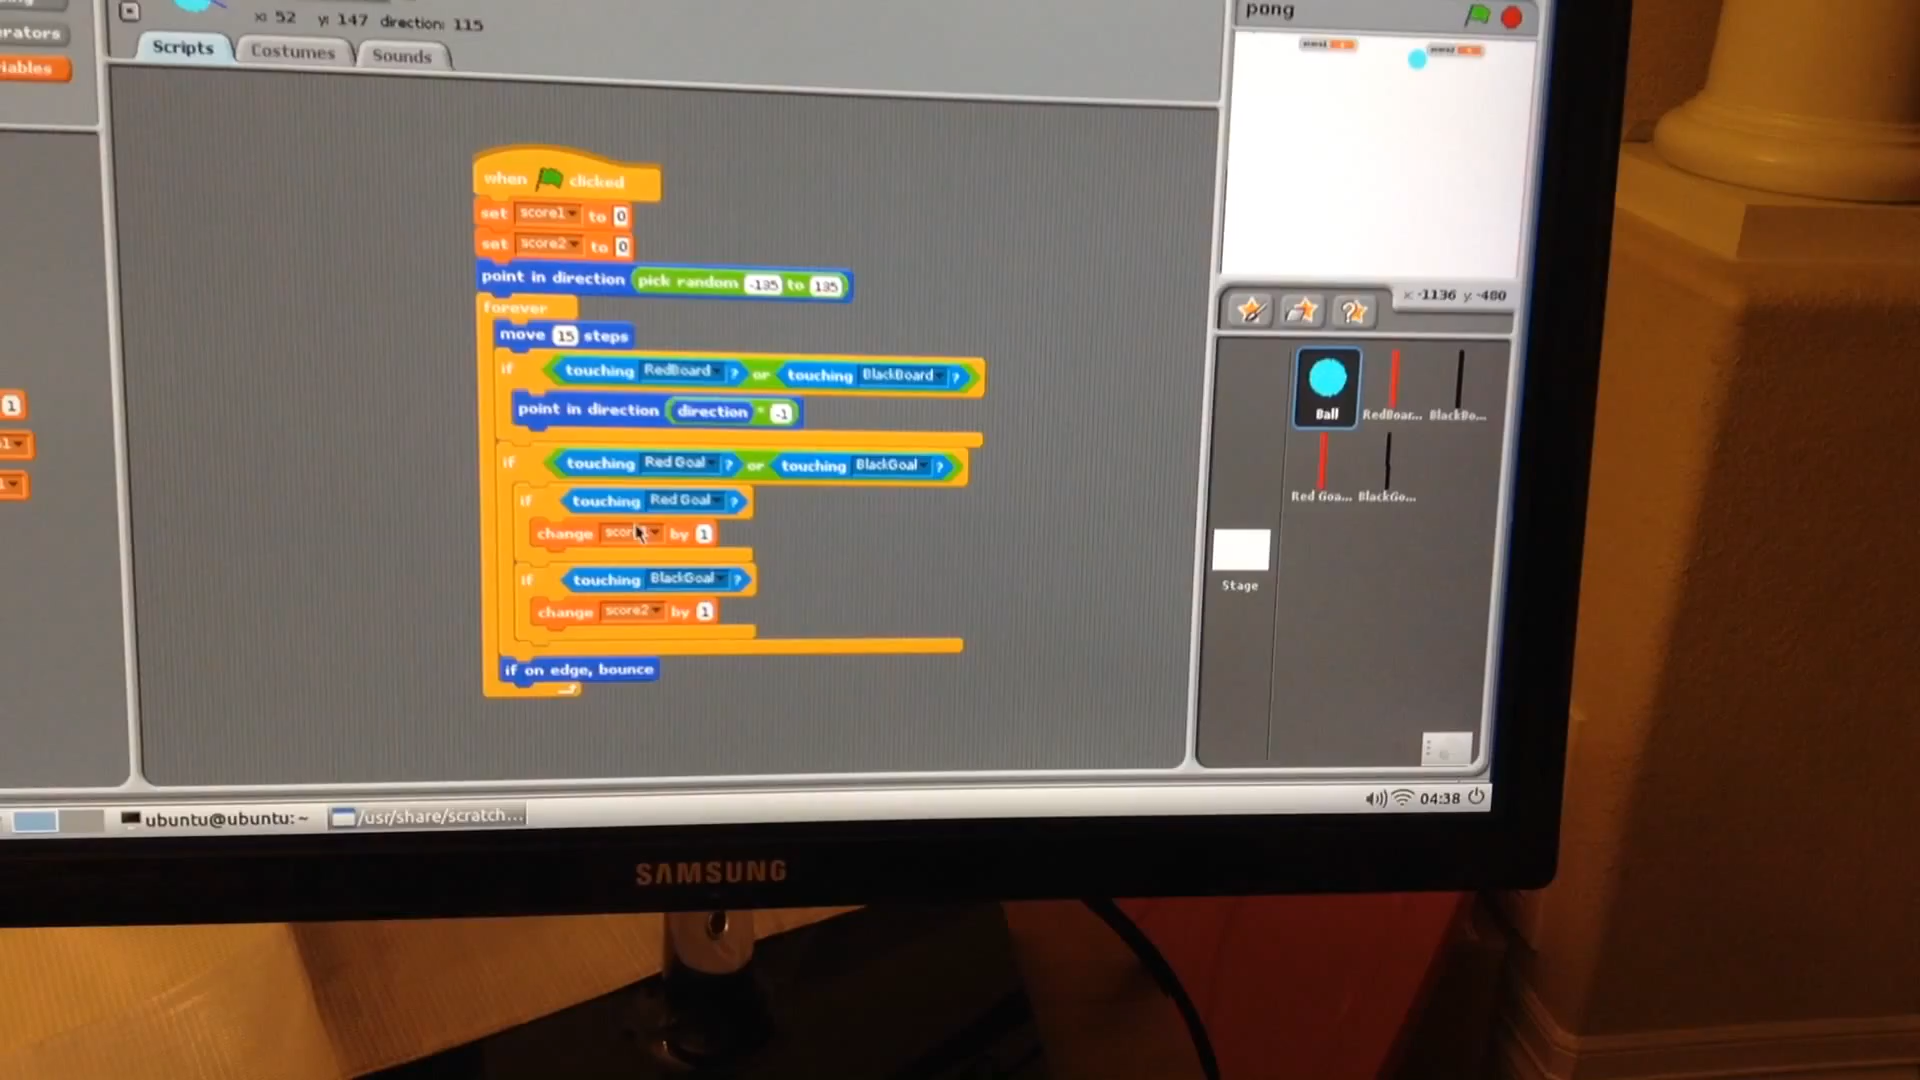 x: 52 y: 147 direction: 115
pong
Scripts
Costumes
Sounds
when clicked
set score1 to 0
set score2 to 0
point in direction pick random -135 to 135
forever
move 15 steps
if touching RedBoard ? or touching BlackBoard ?
point in direction direction * -1
if touching Red Goal ? or touching BlackGoal ?
if touching Red Goal ?
change by 1
if touching BlackGoal ?
change score2 by 1
if on edge, bounce
1
x: -1136 y: -480
Ball
RedBoar...
BlackBo...
Red Goa...
BlackGo...
Stage
ubuntu@ubuntu: ~
/usr/share/scratch...
04:38
SAMSUNG